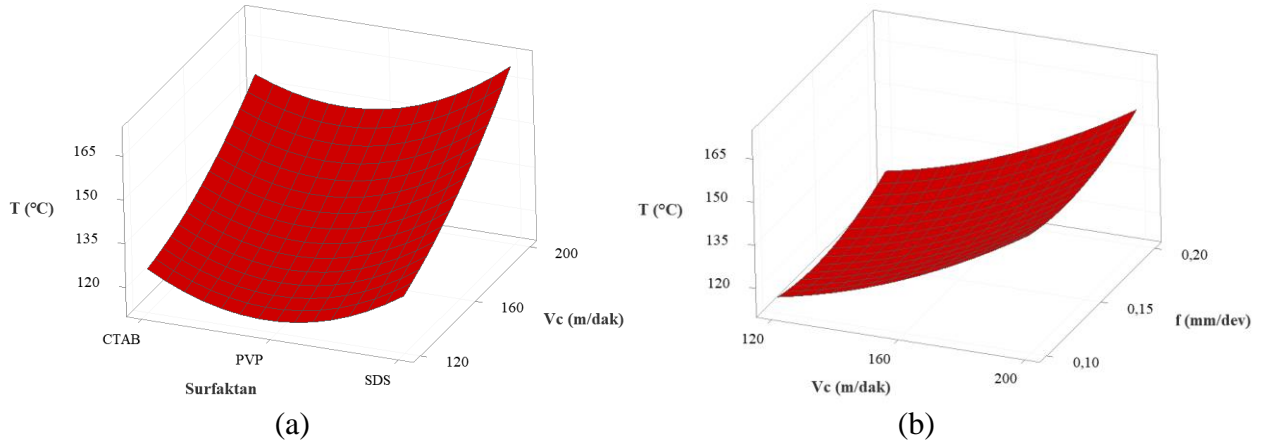 165
150
T (°C)
135
120
CTAB
PVP
SDS
Surfaktan
200
160
Vc (m/dak)
120
(a)
165
150
T (°C)
135
120
120
160
200
Vc (m/dak)
0,20
0,15
f (mm/dev)
0,10
(b)